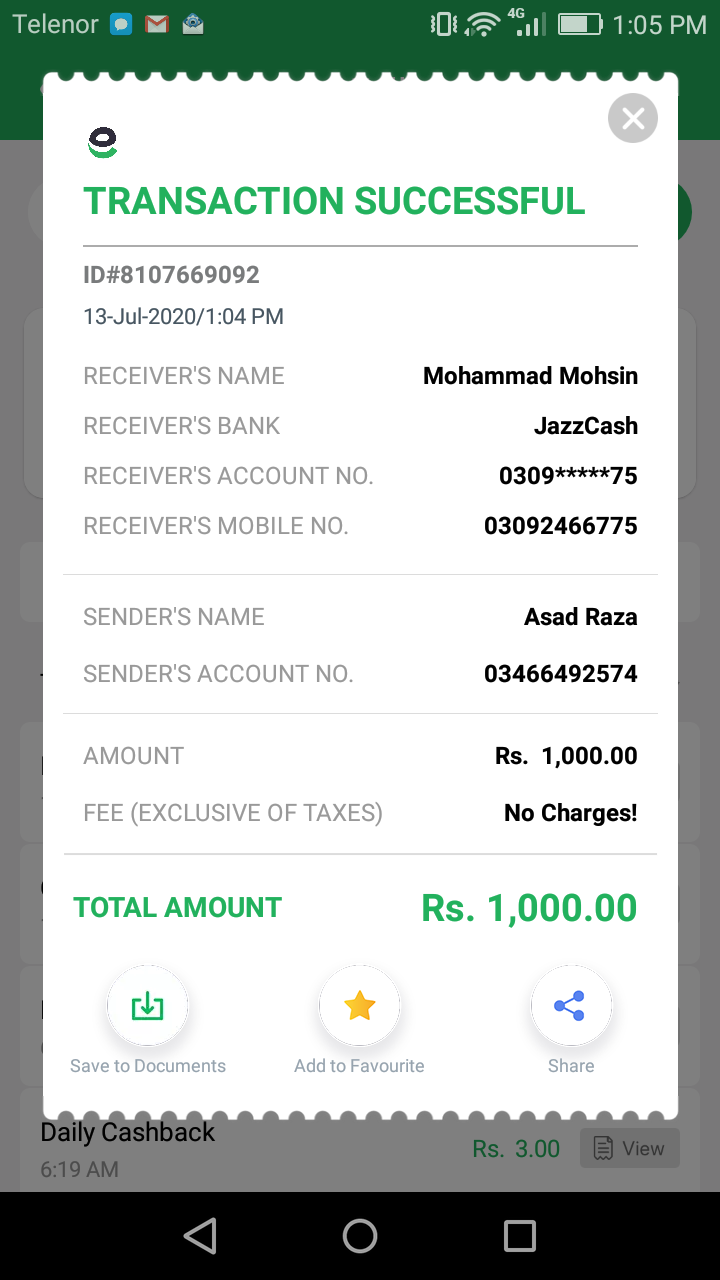 Telenor 4G 1:05 PM
TRANSACTION SUCCESSFUL
ID#8107669092
13-Jul-2020/1:04 PM
RECEIVER'S NAME Mohammad Mohsin
RECEIVER'S BANK JazzCash
RECEIVER'S ACCOUNT NO. 0309*****75
RECEIVER'S MOBILE NO. 03092466775
SENDER'S NAME Asad Raza
SENDER'S ACCOUNT NO. 03466492574
AMOUNT Rs. 1,000.00
FEE (EXCLUSIVE OF TAXES) No Charges!
TOTAL AMOUNT Rs. 1,000.00
Save to Documents Add to Favourite Share
Daily Cashback Rs. 3.00 View
6:19 AM